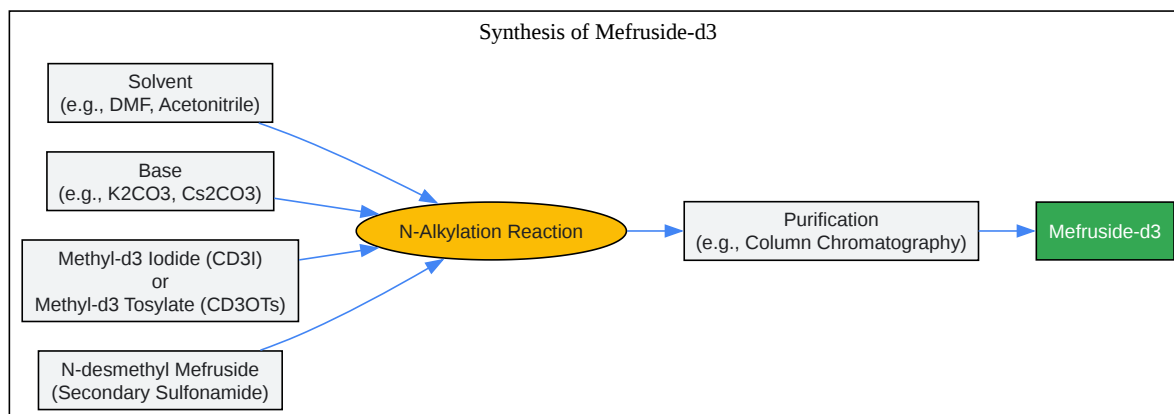 Synthesis of Mefruside-d3
Solvent
(e.g., DMF, Acetonitrile)
Base
(e.g., K2CO3, Cs2CO3)
Methyl-d3 Iodide (CD3I)
or
Methyl-d3 Tosylate (CD3OTs)
N-desmethyl Mefruside
(Secondary Sulfonamide)
N-Alkylation Reaction
Purification
(e.g., Column Chromatography)
Mefruside-d3